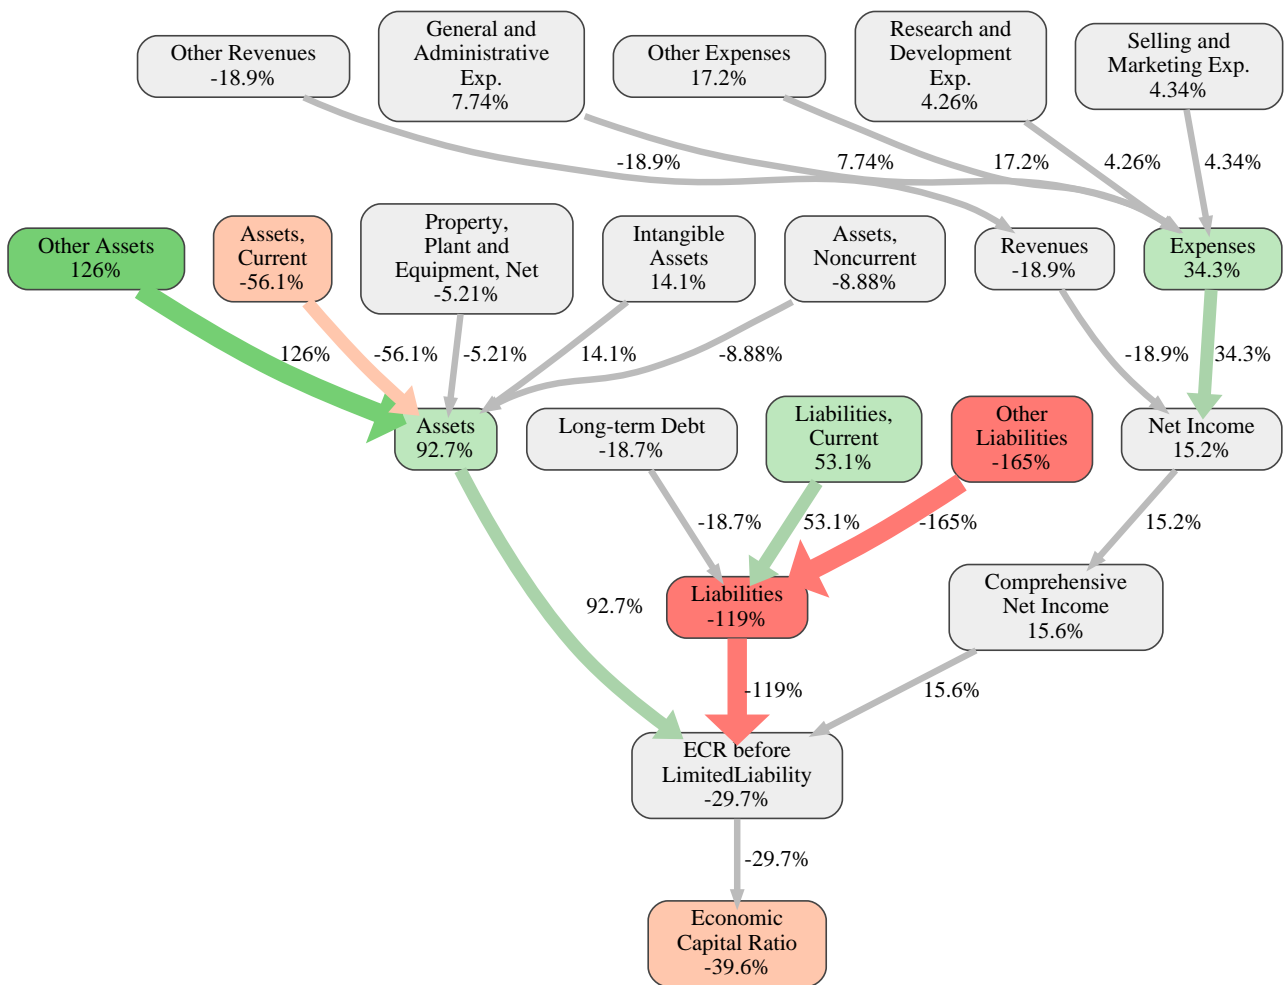 Other Revenues
-18.9%
General and
Administrative
Exp.
7.74%
Other Expenses
17.2%
Research and
Development
Exp.
4.26%
Selling and
Marketing Exp.
4.34%
-18.9%
7.74%
17.2%
4.26%
4.34%
Other Assets
126%
Assets,
Current
-56.1%
Property,
Plant and
Equipment, Net
-5.21%
Intangible
Assets
14.1%
Assets,
Noncurrent
-8.88%
Revenues
-18.9%
Expenses
34.3%
126%
-56.1%
-5.21%
14.1%
-8.88%
-18.9%
34.3%
Assets
92.7%
Long-term Debt
-18.7%
Liabilities,
Current
53.1%
Other
Liabilities
-165%
Net Income
15.2%
-18.7%
53.1%
-165%
15.2%
92.7%
Liabilities
-119%
Comprehensive
Net Income
15.6%
-119%
15.6%
ECR before
LimitedLiability
-29.7%
-29.7%
Economic
Capital Ratio
-39.6%